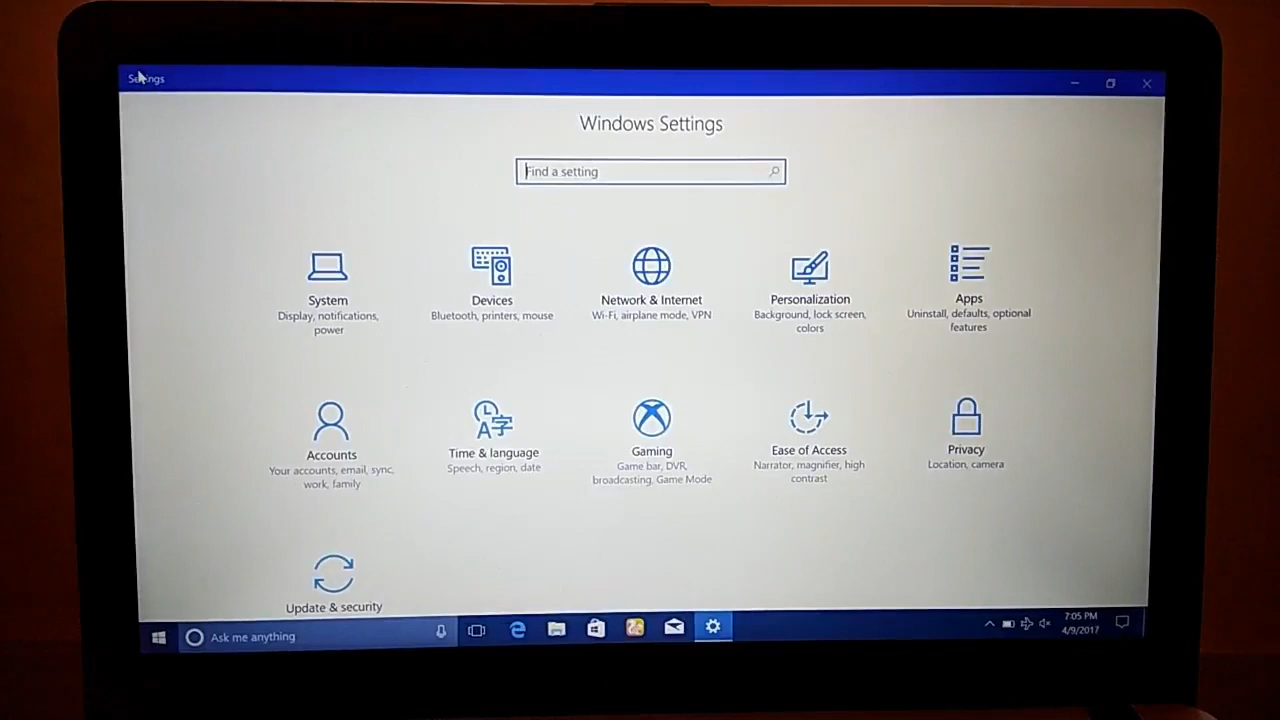 Settings
Windows Settings
Find a setting
System
Display, notifications,
power
Devices
Bluetooth, printers, mouse
Network & Internet
Wi-Fi, airplane mode, VPN
Personalization
Background, lock screen,
colors
Apps
Uninstall, defaults, optional
features
Accounts
Your accounts, email, sync,
work, family
Time & language
Speech, region, date
Gaming
Game bar, DVR,
broadcasting, Game Mode
Ease of Access
Narrator, magnifier, high
contrast
Privacy
Location, camera
Update & security
Ask me anything
7:05 PM
4/9/2017